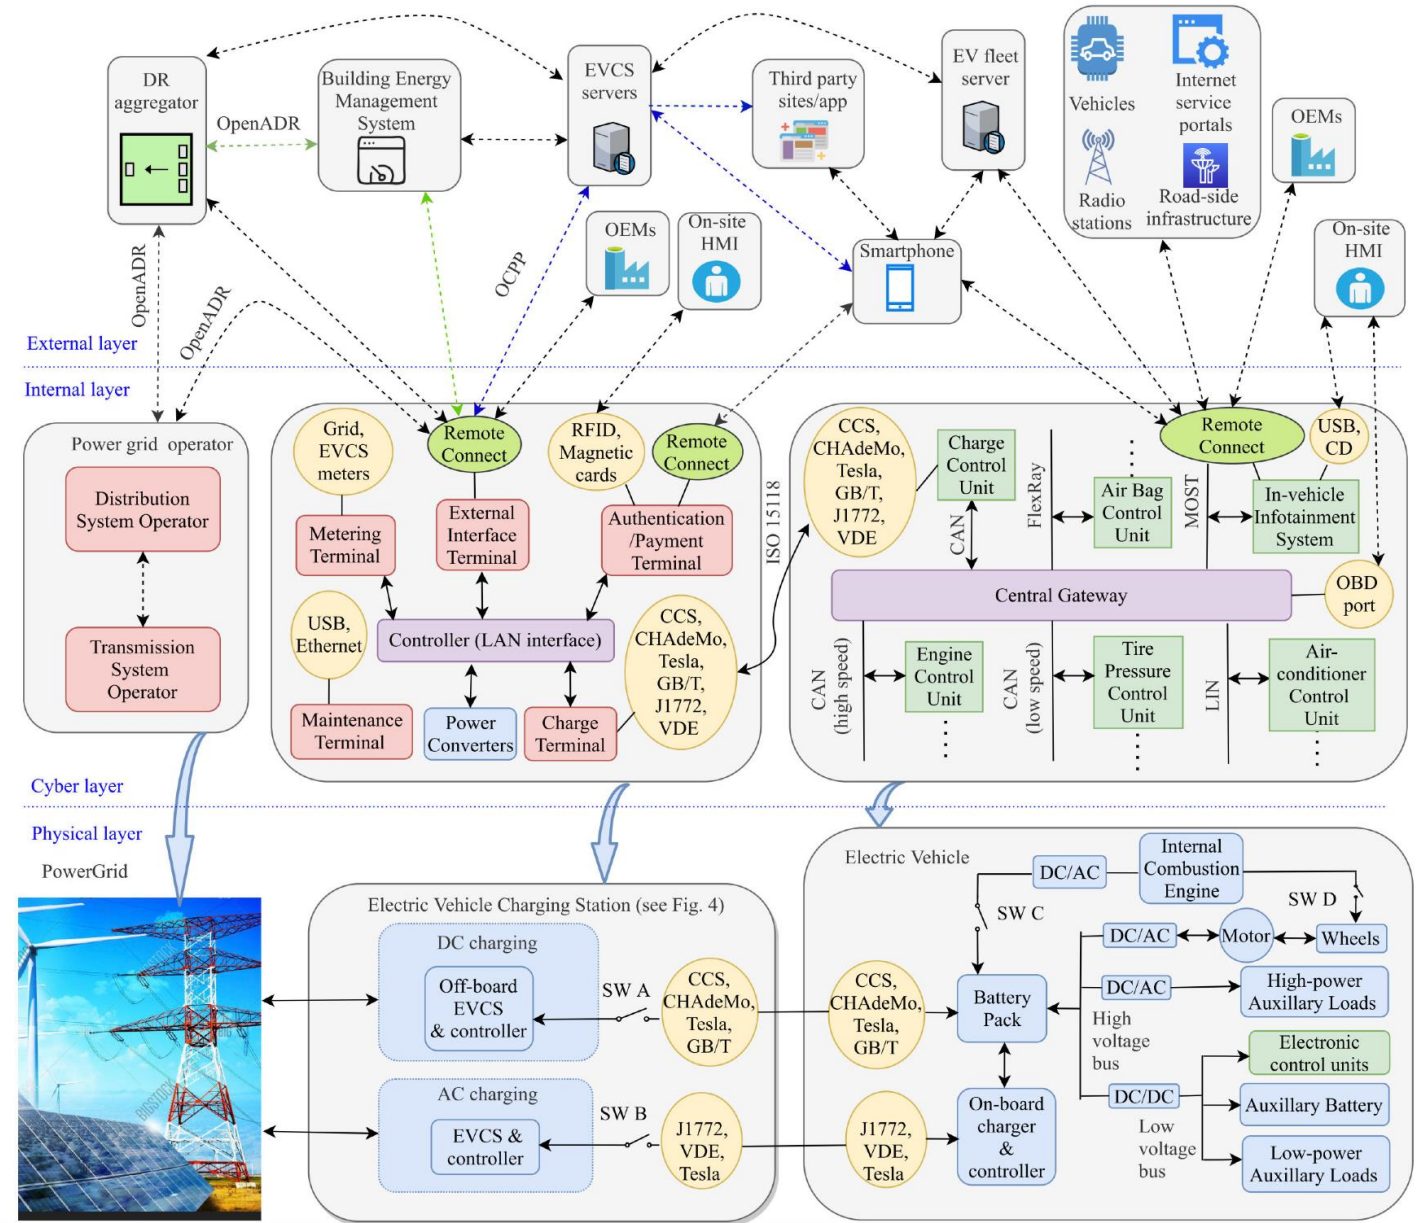 DR
aggregator
OpenADR
Building Energy
Management
System
EVCS
servers
Third party
sites/app
EV fleet
server
Vehicles
Internet
service
portals
Radio
stations
Road-side
infrastructure
OEMs
On-site
HMI
OEMs
On-site
HMI
Smartphone
OpenADR
OpenADR
OCPP
External layer
Internal layer
Power grid operator
Distribution
System Operator
Transmission
System
Operator
Grid,
EVCS
meters
Remote
Connect
RFID,
Magnetic
cards
Remote
Connect
Metering
Terminal
External
Interface
Terminal
Authentication
/Payment
Terminal
USB,
Ethernet
Controller (LAN interface)
CCS,
CHAdeMo,
Tesla,
GB/T,
J1772,
VDE
Maintenance
Terminal
Power
Converters
Charge
Terminal
ISO 15118
CCS,
CHAdeMo,
Tesla,
GB/T,
J1772,
VDE
Charge
Control
Unit
CAN
FlexRay
Air Bag
Control
Unit
MOST
Remote
Connect
USB,
CD
In-vehicle
Infotainment
System
Central Gateway
OBD
port
CAN
(high speed)
Engine
Control
Unit
CAN
(low speed)
Tire
Pressure
Control
Unit
LIN
Air-
conditioner
Control
Unit
Cyber layer
Physical layer
PowerGrid
BIGSTOCK
BIGSTOCK
Electric Vehicle Charging Station (see Fig. 4)
DC charging
Off-board
EVCS
& controller
SW A
CCS,
CHAdeMo,
Tesla,
GB/T
AC charging
EVCS &
controller
SW B
J1772,
VDE,
Tesla
Electric Vehicle
CCS,
CHAdeMo,
Tesla,
GB/T
J1772,
VDE,
Tesla
DC/AC
Internal
Combustion
Engine
SW C
SW D
DC/AC
Motor
Wheels
Battery
Pack
DC/AC
High-power
Auxillary Loads
High
voltage
bus
Electronic
control units
DC/DC
Auxillary Battery
On-board
charger
&
controller
Low
voltage
bus
Low-power
Auxillary Loads